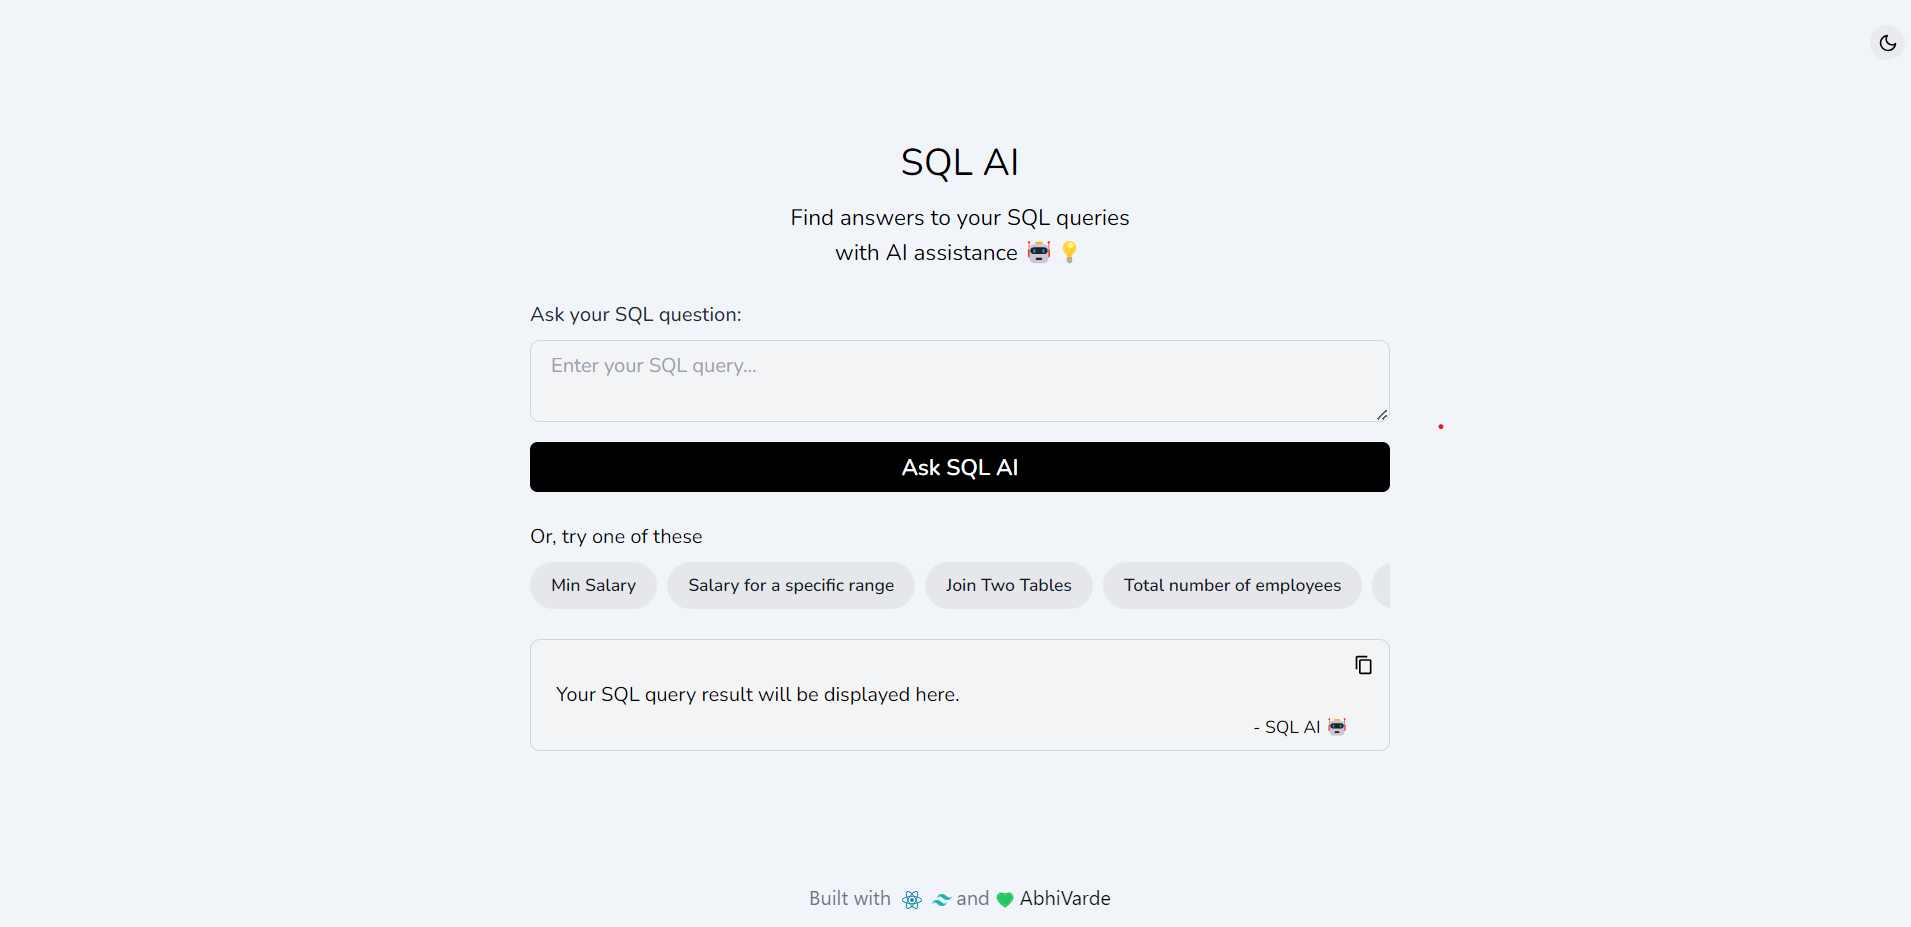 SQL AI
Find answers to your SQL queries
with AI assistance 🤖 💡
Ask your SQL question:
Enter your SQL query...
Ask SQL AI
Or, try one of these
Min Salary
Salary for a specific range
Join Two Tables
Total number of employees
Your SQL query result will be displayed here.
- SQL AI 🤖
Built with and 💚 AbhiVarde